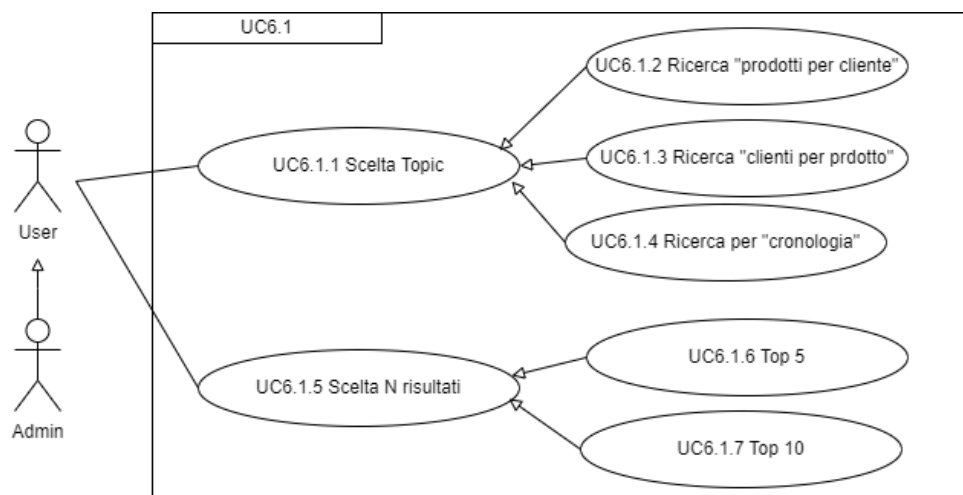 UC6.1
UC6.1.2 Ricerca "prodotti per cliente"
UC6.1.1 Scelta Topic
UC6.1.3 Ricerca "clienti per prdotto"
User
UC6.1.4 Ricerca per "cronologia"
UC6.1.6 Top 5
UC6.1.5 Scelta N risultati
Admin
UC6.1.7 Top 10